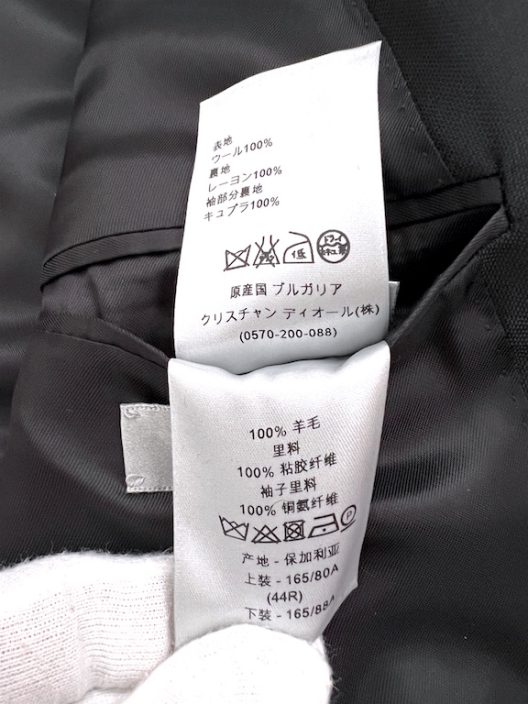 表地
ウール100%
裏地
レーヨン100%
袖部分裏地
キュプラ100%
低 ドライ
原産国 ブルガリア
クリスチャン ディオール(株)
(0570-200-088)
100% 羊毛
里料
100% 粘胶纤维
袖子里料
100% 铜氨纤维
P
产地 - 保加利亚
上装 - 165/80A
(44R)
下装 - 165/88A